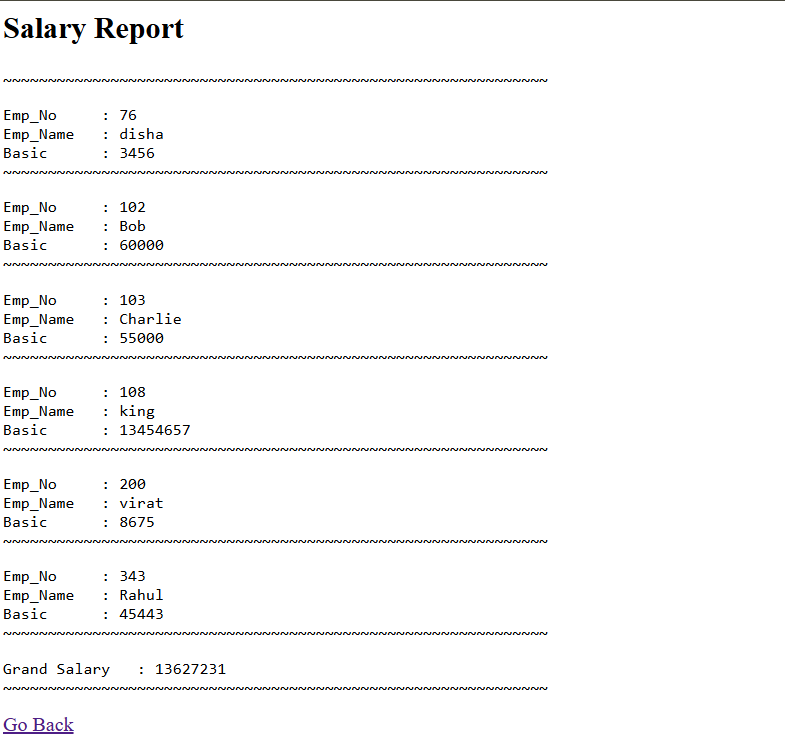 Salary Report
~~~~~~~~~~~~~~~~~~~~~~~~~~~~~~~~~~~~~~~~~~~~~~~~~~~~~~~~~~~~~
Emp_No     : 76
Emp_Name   : disha
Basic      : 3456
~~~~~~~~~~~~~~~~~~~~~~~~~~~~~~~~~~~~~~~~~~~~~~~~~~~~~~~~~~~~~
Emp_No     : 102
Emp_Name   : Bob
Basic      : 60000
~~~~~~~~~~~~~~~~~~~~~~~~~~~~~~~~~~~~~~~~~~~~~~~~~~~~~~~~~~~~~
Emp_No     : 103
Emp_Name   : Charlie
Basic      : 55000
~~~~~~~~~~~~~~~~~~~~~~~~~~~~~~~~~~~~~~~~~~~~~~~~~~~~~~~~~~~~~
Emp_No     : 108
Emp_Name   : king
Basic      : 13454657
~~~~~~~~~~~~~~~~~~~~~~~~~~~~~~~~~~~~~~~~~~~~~~~~~~~~~~~~~~~~~
Emp_No     : 200
Emp_Name   : virat
Basic      : 8675
~~~~~~~~~~~~~~~~~~~~~~~~~~~~~~~~~~~~~~~~~~~~~~~~~~~~~~~~~~~~~
Emp_No     : 343
Emp_Name   : Rahul
Basic      : 45443
~~~~~~~~~~~~~~~~~~~~~~~~~~~~~~~~~~~~~~~~~~~~~~~~~~~~~~~~~~~~~
Grand Salary   : 13627231
~~~~~~~~~~~~~~~~~~~~~~~~~~~~~~~~~~~~~~~~~~~~~~~~~~~~~~~~~~~~~
Go Back